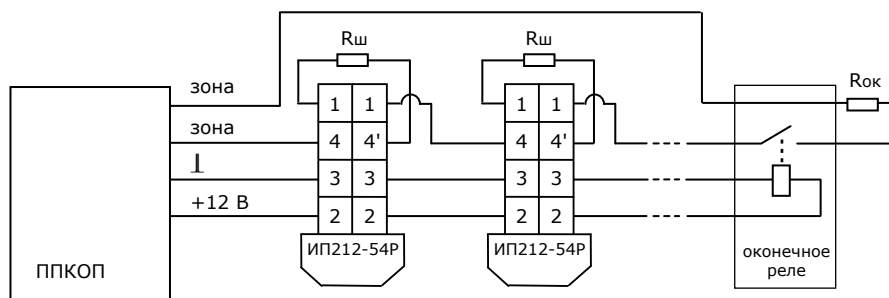 Rш
Rш
Rок
зона
зона
+12 В
1 1
4 4'
3 3
2 2
ИП212-54Р
1 1
4 4'
3 3
2 2
ИП212-54Р
ППКОП
оконечное
реле